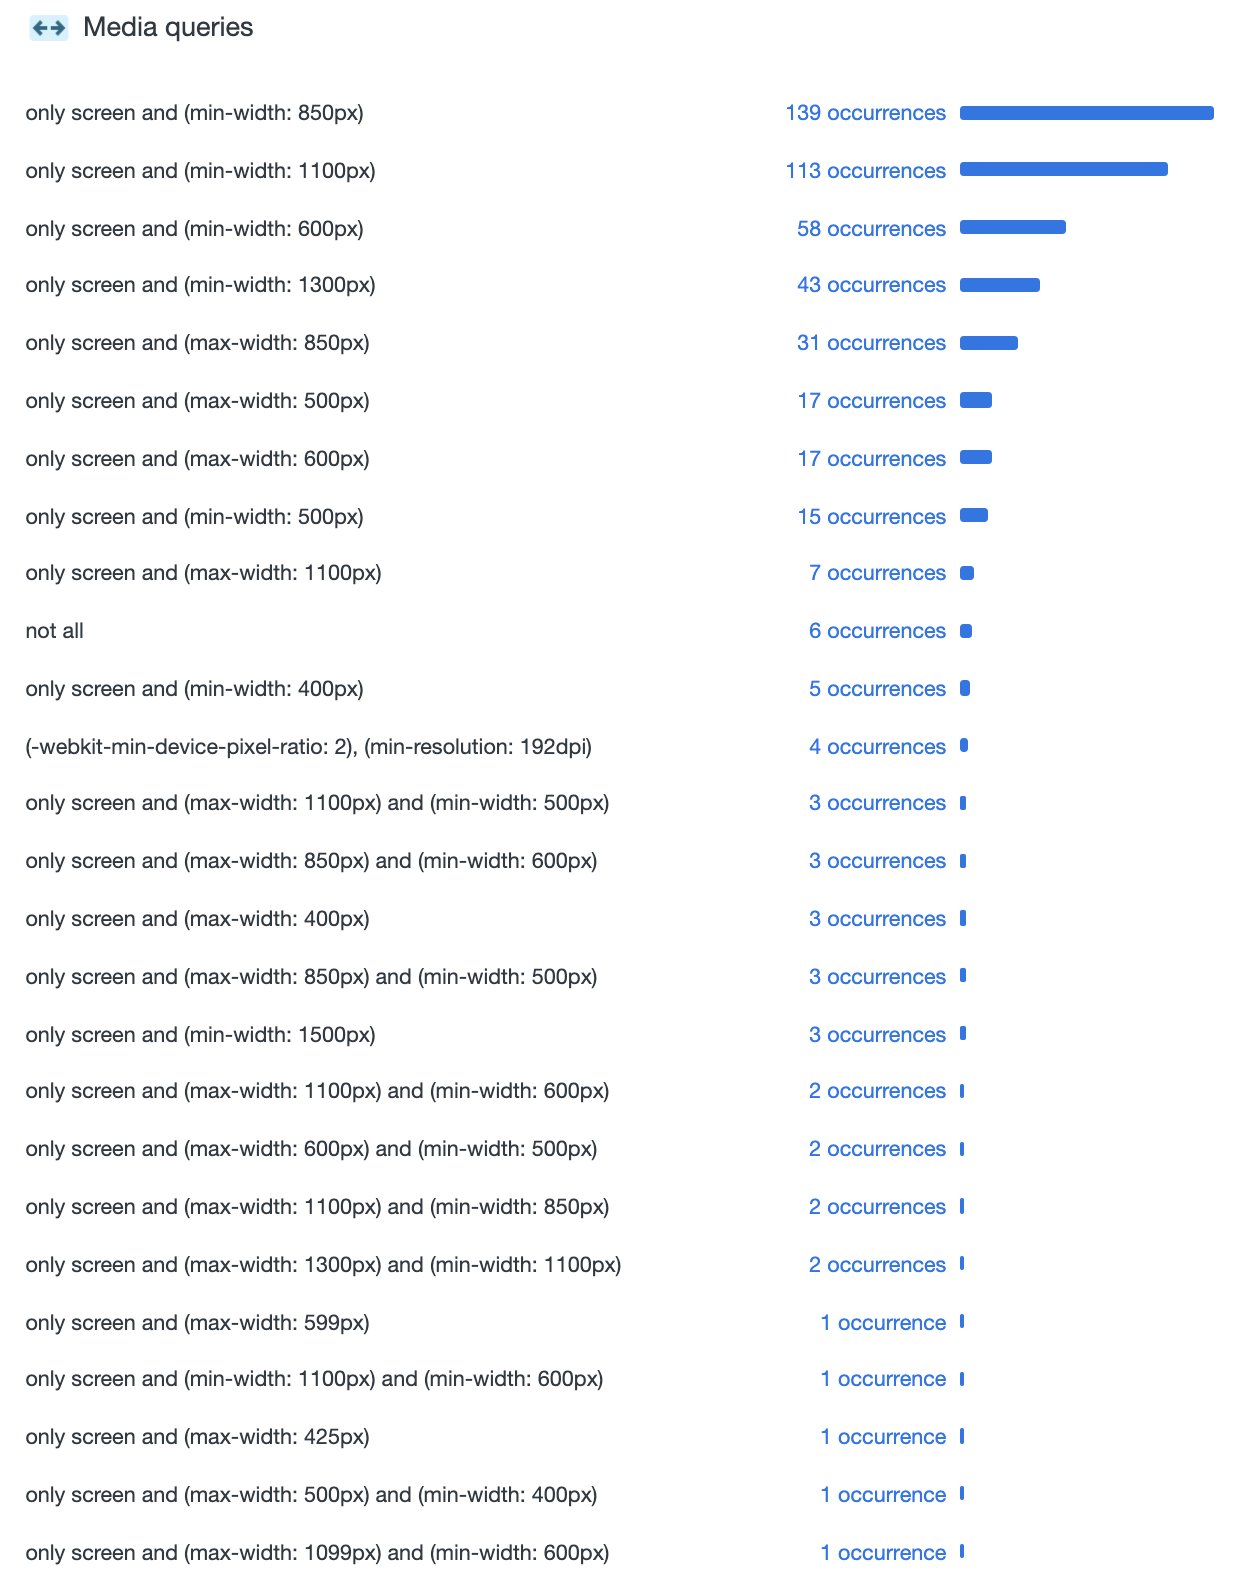 Media queries
only screen and (min-width: 850px) 139 occurrences
only screen and (min-width: 1100px) 113 occurrences
only screen and (min-width: 600px) 58 occurrences
only screen and (min-width: 1300px) 43 occurrences
only screen and (max-width: 850px) 31 occurrences
only screen and (max-width: 500px) 17 occurrences
only screen and (max-width: 600px) 17 occurrences
only screen and (min-width: 500px) 15 occurrences
only screen and (max-width: 1100px) 7 occurrences
not all 6 occurrences
only screen and (min-width: 400px) 5 occurrences
(-webkit-min-device-pixel-ratio: 2), (min-resolution: 192dpi) 4 occurrences
only screen and (max-width: 1100px) and (min-width: 500px) 3 occurrences
only screen and (max-width: 850px) and (min-width: 600px) 3 occurrences
only screen and (max-width: 400px) 3 occurrences
only screen and (max-width: 850px) and (min-width: 500px) 3 occurrences
only screen and (min-width: 1500px) 3 occurrences
only screen and (max-width: 1100px) and (min-width: 600px) 2 occurrences
only screen and (max-width: 600px) and (min-width: 500px) 2 occurrences
only screen and (max-width: 1100px) and (min-width: 850px) 2 occurrences
only screen and (max-width: 1300px) and (min-width: 1100px) 2 occurrences
only screen and (max-width: 599px) 1 occurrence
only screen and (min-width: 1100px) and (min-width: 600px) 1 occurrence
only screen and (max-width: 425px) 1 occurrence
only screen and (max-width: 500px) and (min-width: 400px) 1 occurrence
only screen and (max-width: 1099px) and (min-width: 600px) 1 occurrence